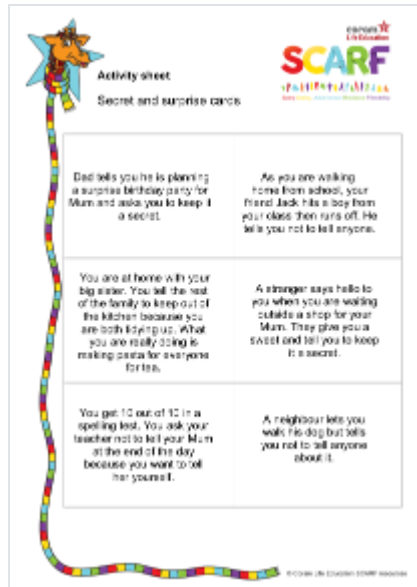 coram
Life Education
SCARF
Activity sheet
Secret and surprise cards
Dad tells you he is planning
a surprise birthday party for
Mum and asks you to keep it
a secret.
As you are walking
home from school, your
friend Jack hits a boy from
your class then runs off. He
tells you not to tell anyone.
You are at home with your
big sister. You tell the rest
of the family to keep out of
the kitchen because you
are both tidying up. What
you are really doing is
making pasta for everyone
for tea.
A stranger says hello to
you when you are waiting
outside a shop for your
Mum. They give you a
sweet and tell you to keep
it a secret.
You get 10 out of 10 in a
spelling test. You ask your
teacher not to tell your Mum
at the end of the day
because you want to tell
her yourself.
A neighbour lets you
walk his dog but tells
you not to tell anyone
about it.
© Coram Life Education SCARF resources